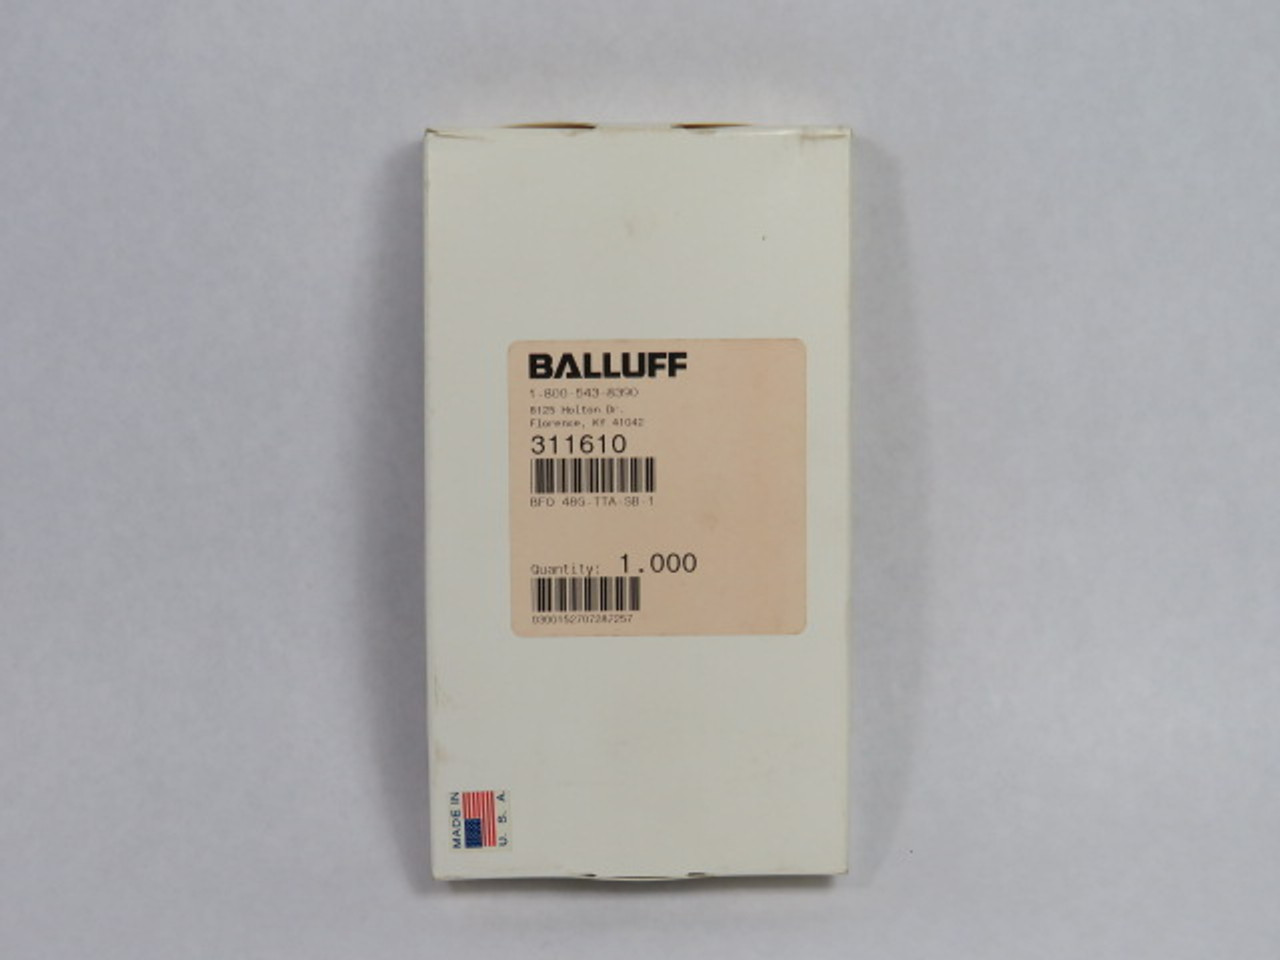 BALLUFF
1-800-543-8390
8125 Holton Dr.
Florence, KY 41042
311610
BFO 48G-TTA-SB-1
Quantity: 1.000
MADE IN
U. S. A.